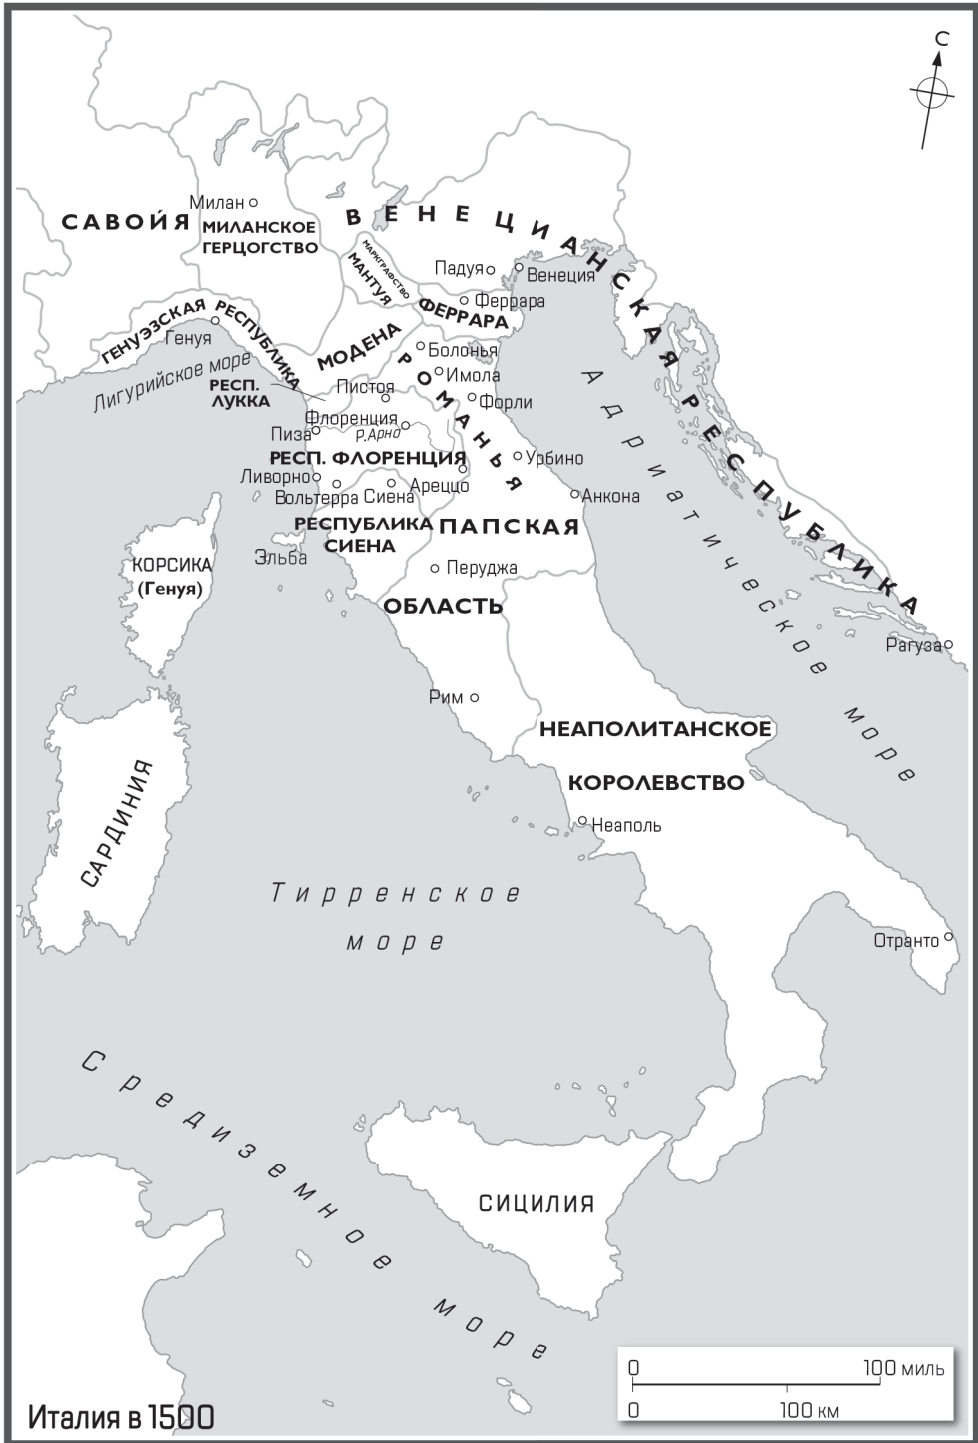 С
САВОЙЯ
Милан
МИЛАНСКОЕ
ГЕРЦОГСТВО
ВЕНЕЦИАНСКАЯ РЕСПУБЛИКА
МАРКГРАФСТВО
МАНТУЯ
Падуя
Венеция
Феррара
ФЕРРАРА
ГЕНУЭЗСКАЯ РЕСПУБЛИКА
Генуя
Лигурийское море
МОДЕНА
РОМАНЬЯ
Болонья
Имола
Форли
РЕСП.
ЛУККА
Пистоя
Флоренция
р.Арно
Пиза
РЕСП. ФЛОРЕНЦИЯ
Урбино
Ливорно
Вольтерра
Сиена
Ареццо
Анкона
РЕСПУБЛИКА
СИЕНА
ПАПСКАЯ
ОБЛАСТЬ
Эльба
Перуджа
КОРСИКА
(Генуя)
Адриатическое море
Рагуза
Рим
НЕАПОЛИТАНСКОЕ
КОРОЛЕВСТВО
Неаполь
САРДИНИЯ
Тирренское
море
Отранто
Средиземное море
СИЦИЛИЯ
0 100 миль
0 100 км
Италия в 1500